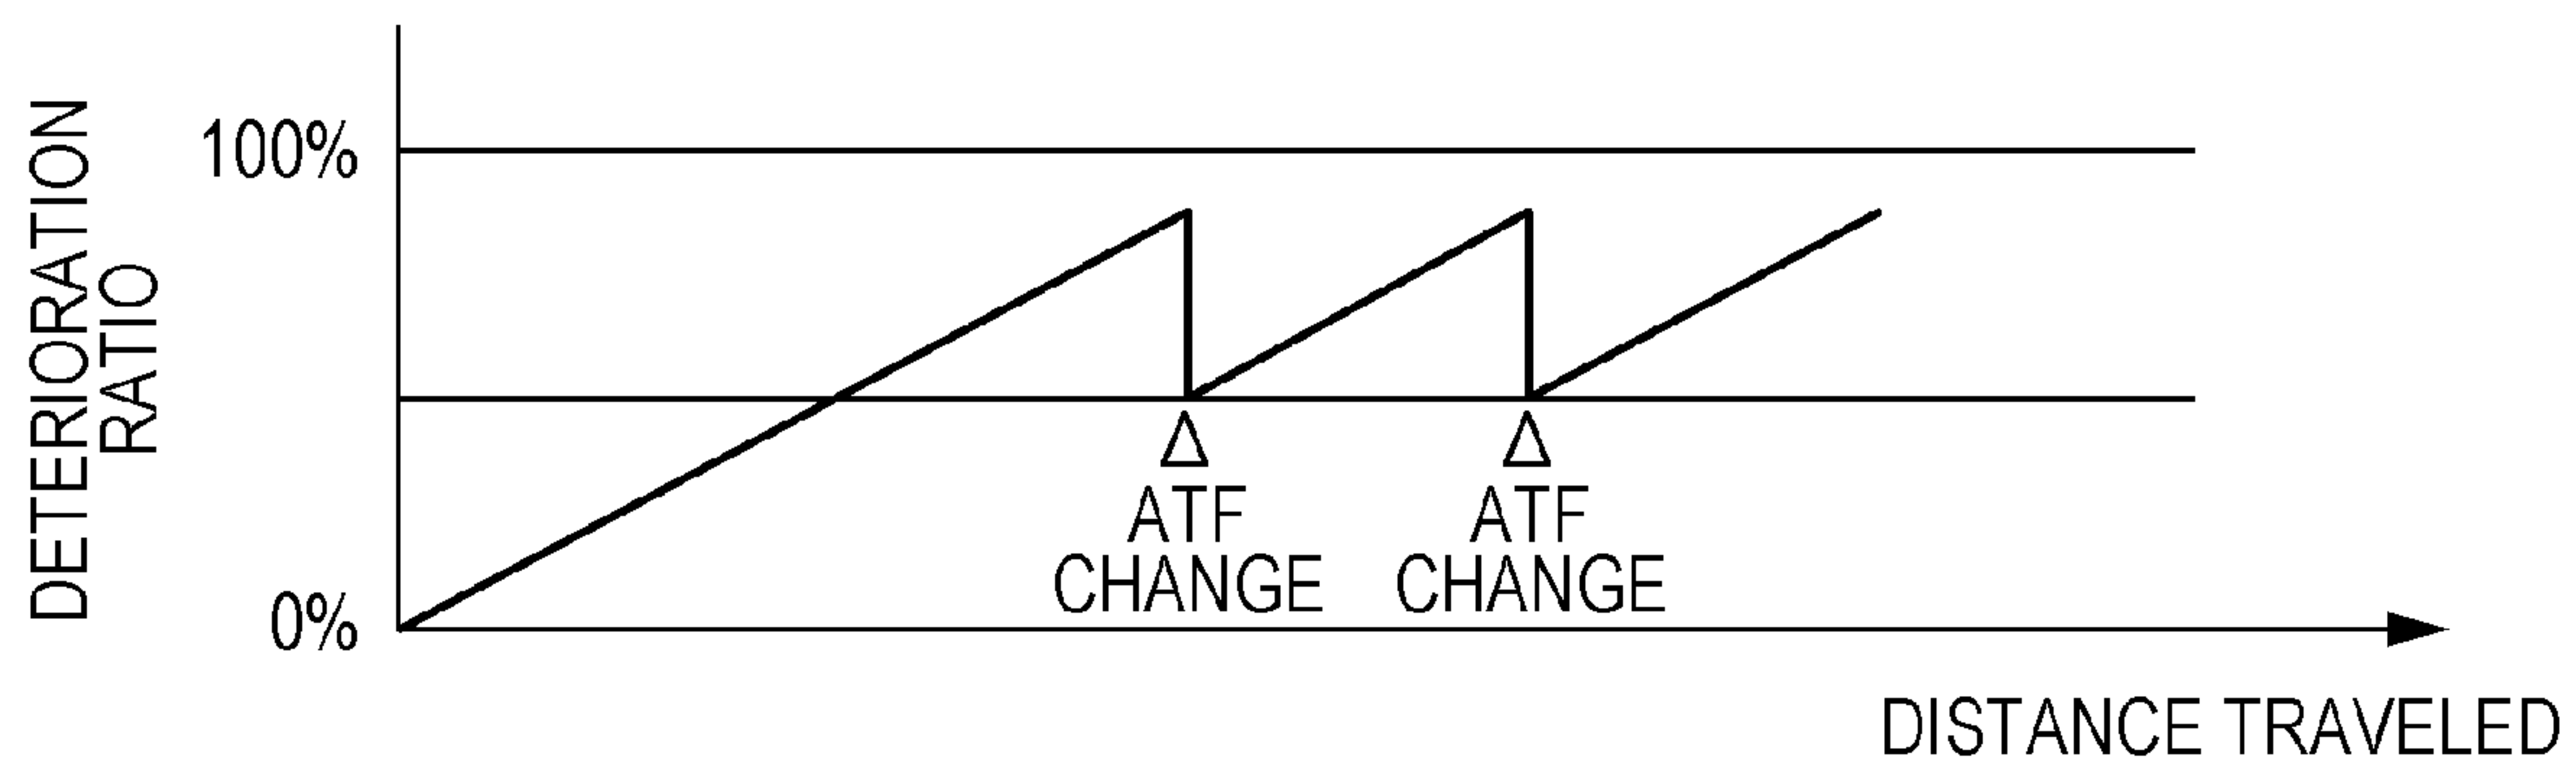 DETERIORATION
RATIO
100%
0%
Δ
ATF
CHANGE
Δ
ATF
CHANGE
DISTANCE TRAVELED